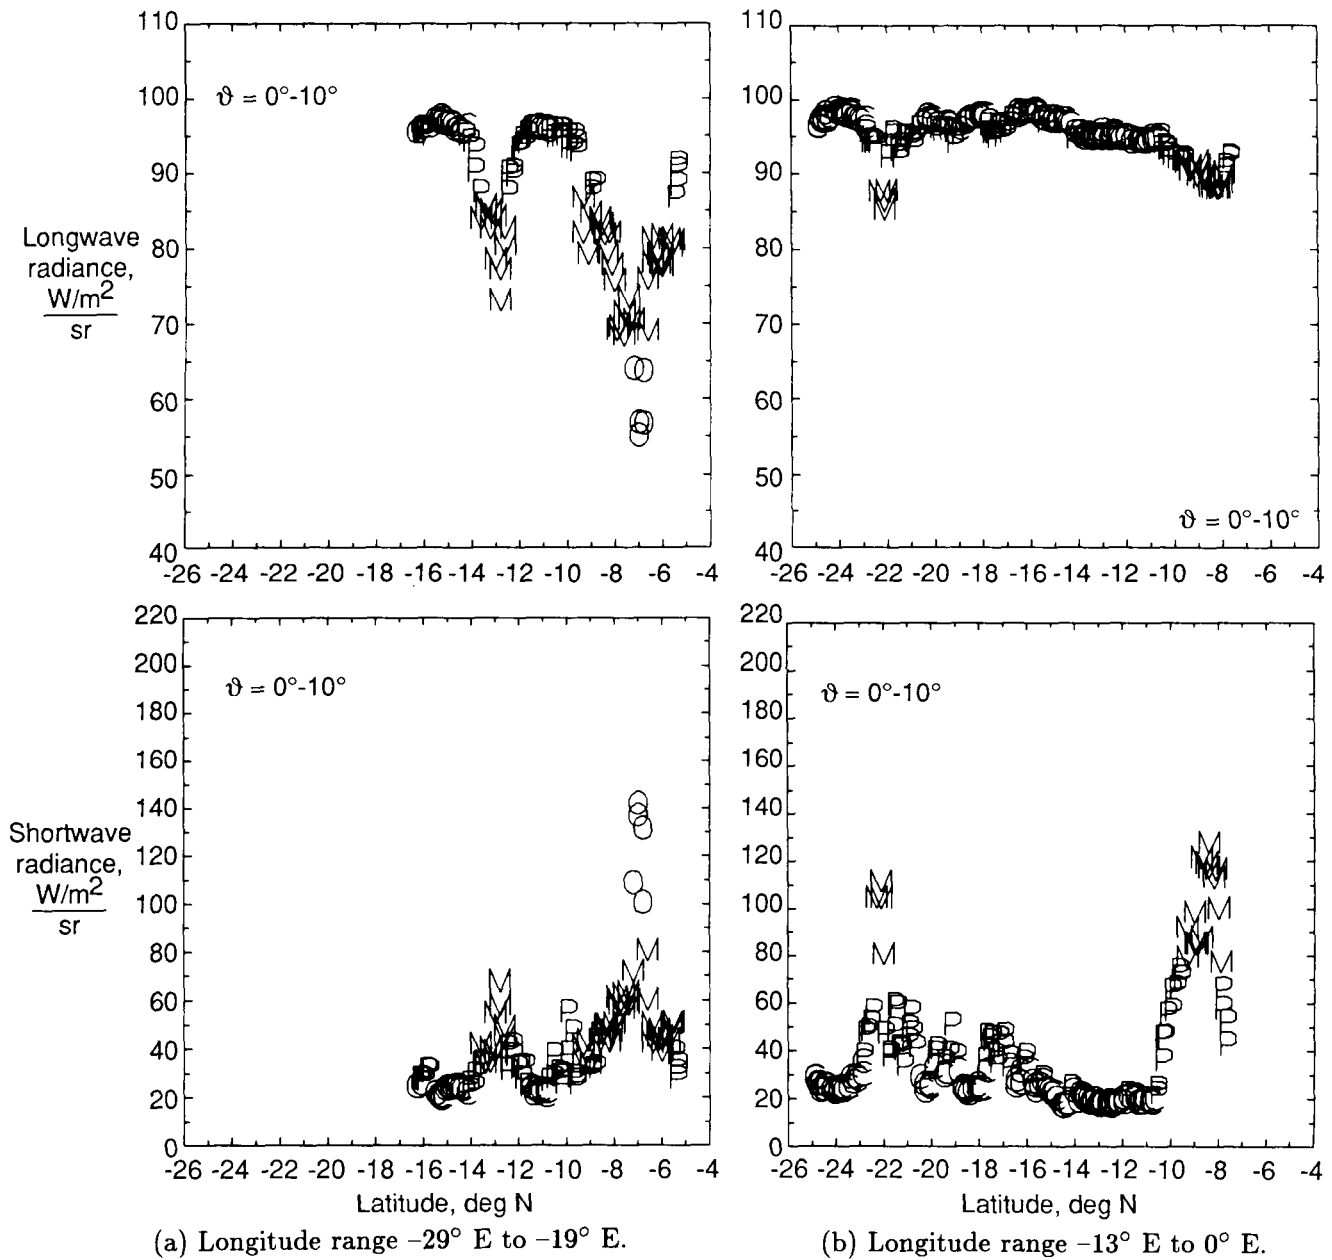 110
100
90
80
70
60
50
40
Longwave
radiance,
W/m2
sr
ϑ = 0°-10°
-26 -24 -22 -20 -18 -16 -14 -12 -10 -8 -6 -4
110
100
90
80
70
60
50
40
ϑ = 0°-10°
-26 -24 -22 -20 -18 -16 -14 -12 -10 -8 -6 -4
220
200
180
160
140
120
100
80
60
40
20
0
Shortwave
radiance,
W/m2
sr
ϑ = 0°-10°
-26 -24 -22 -20 -18 -16 -14 -12 -10 -8 -6 -4
Latitude, deg N
(a) Longitude range –29° E to –19° E.
220
200
180
160
140
120
100
80
60
40
20
0
ϑ = 0°-10°
-26 -24 -22 -20 -18 -16 -14 -12 -10 -8 -6 -4
Latitude, deg N
(b) Longitude range –13° E to 0° E.